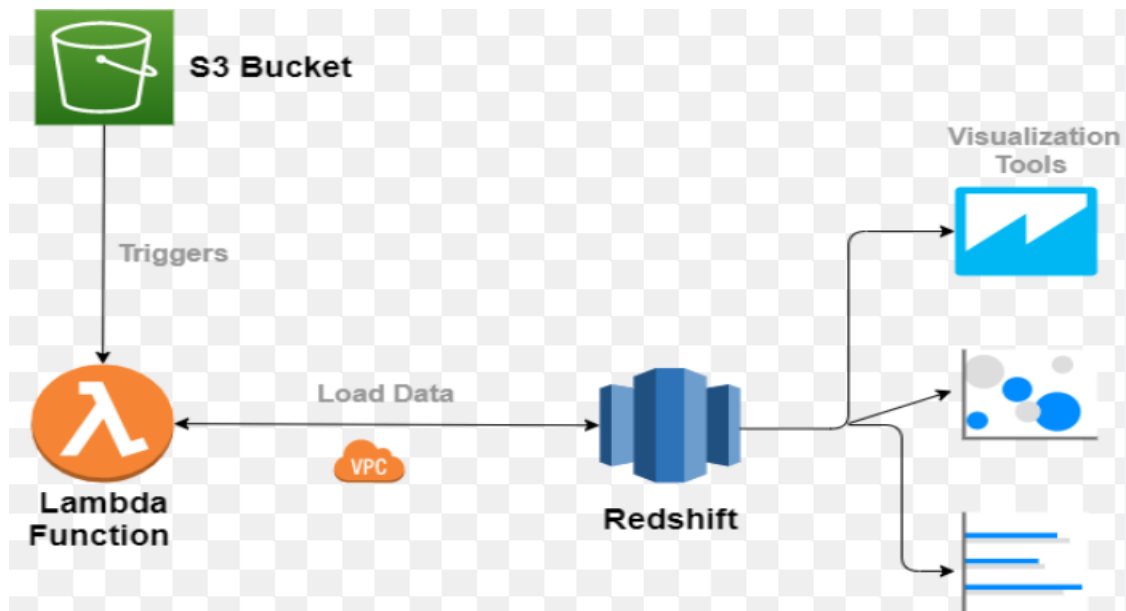 S3 Bucket
Visualization
Tools
Triggers
Load Data
VPC
Lambda
Function
Redshift